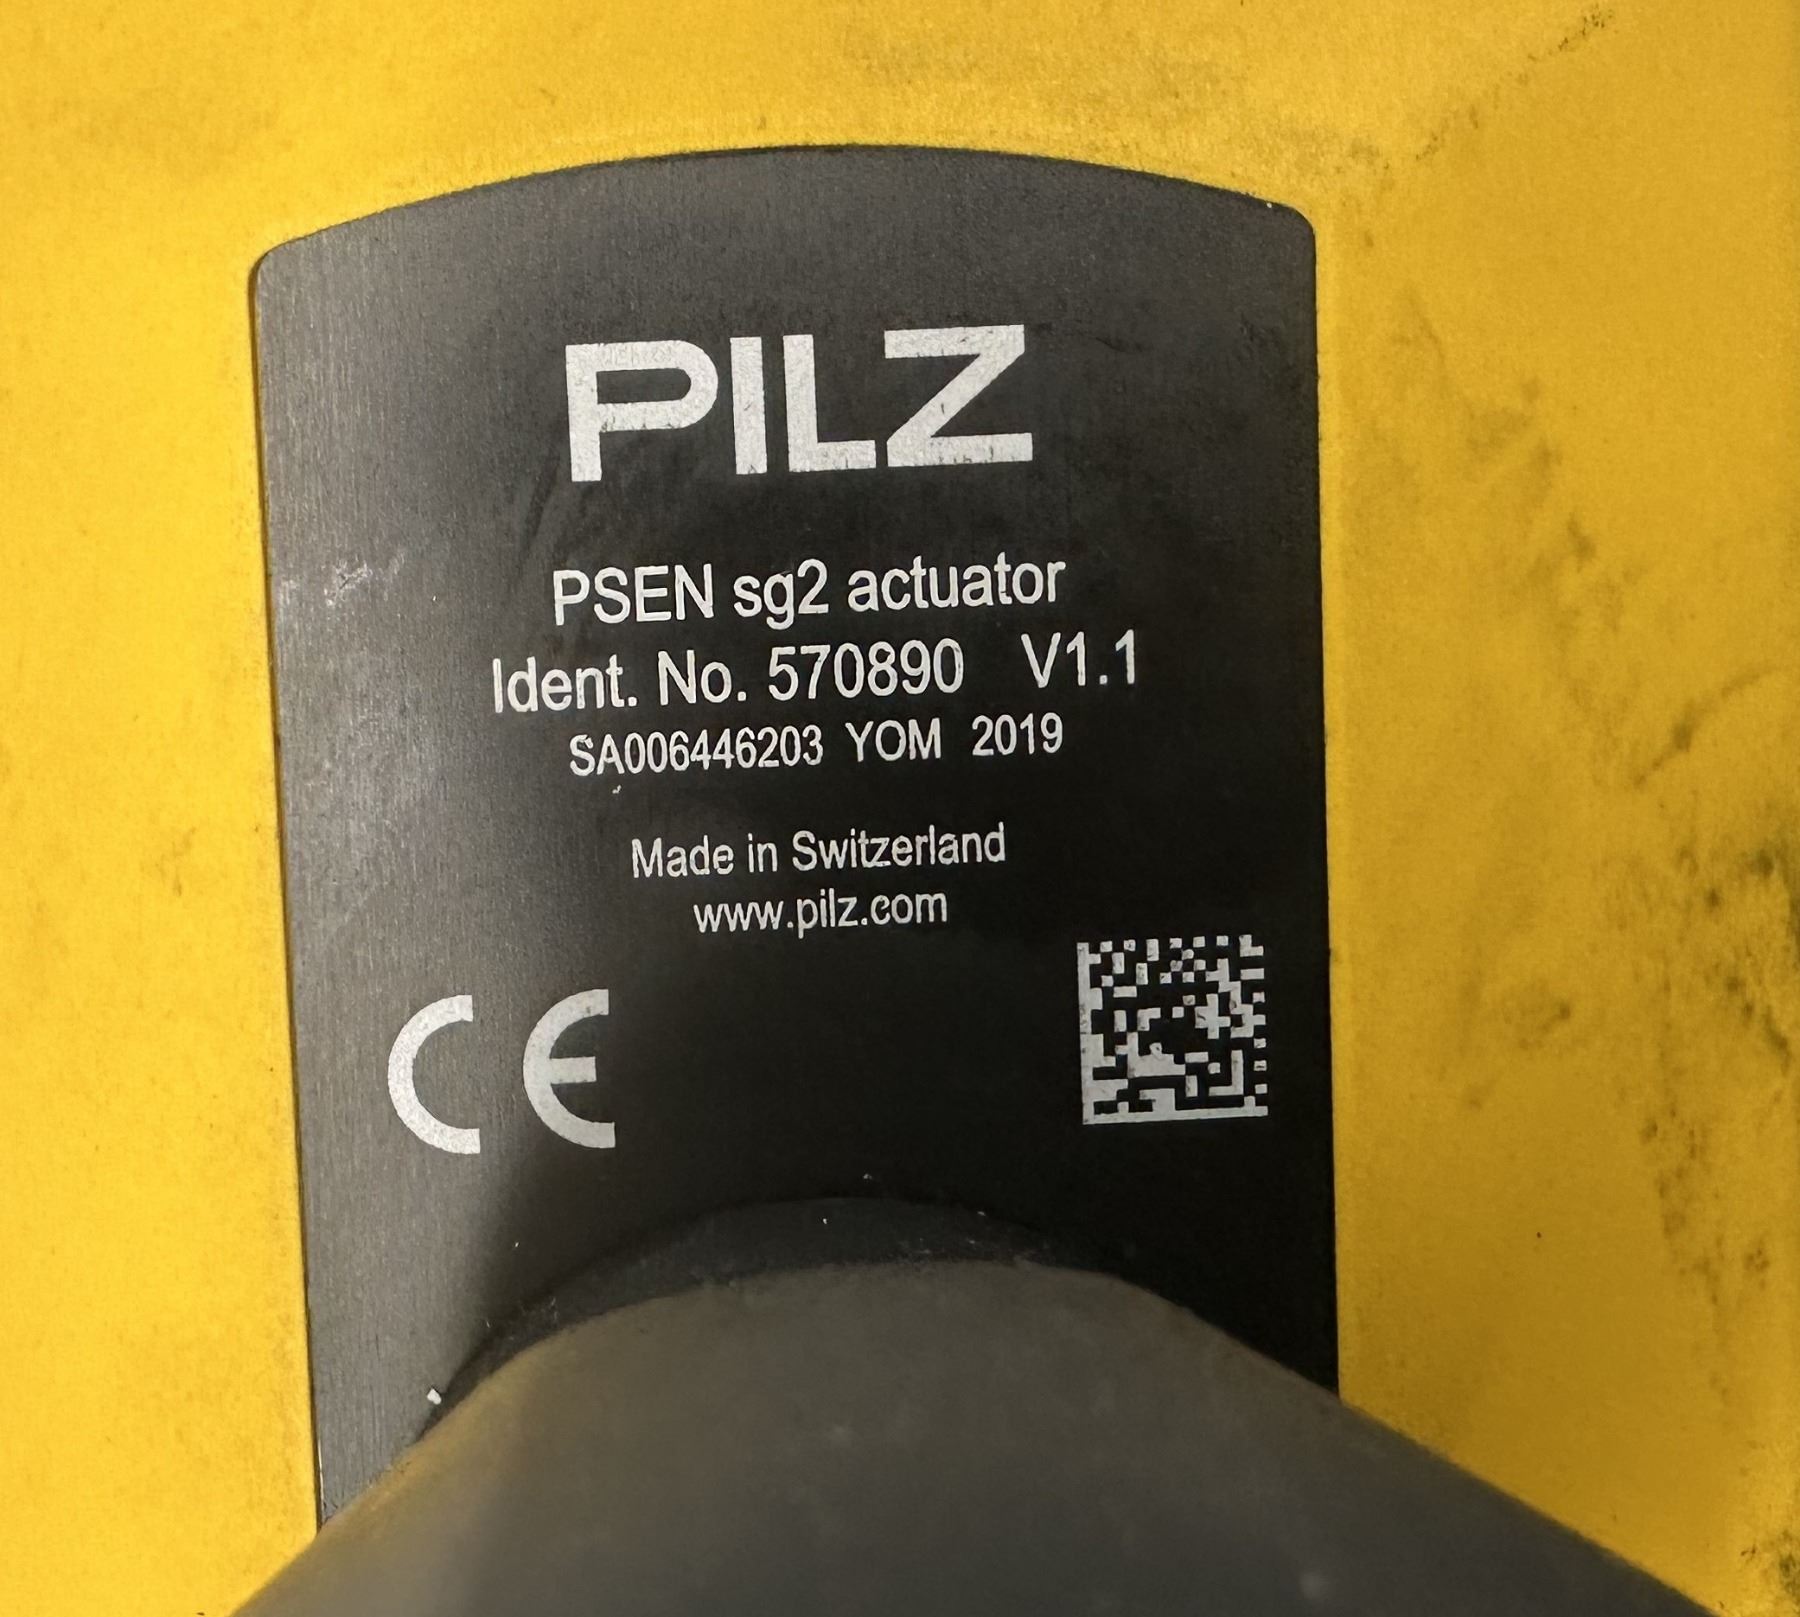 PILZ
PSEN sg2 actuator
Ident. No. 570890 V1.1
SA006446203 YOM 2019
Made in Switzerland
www.pilz.com
CE